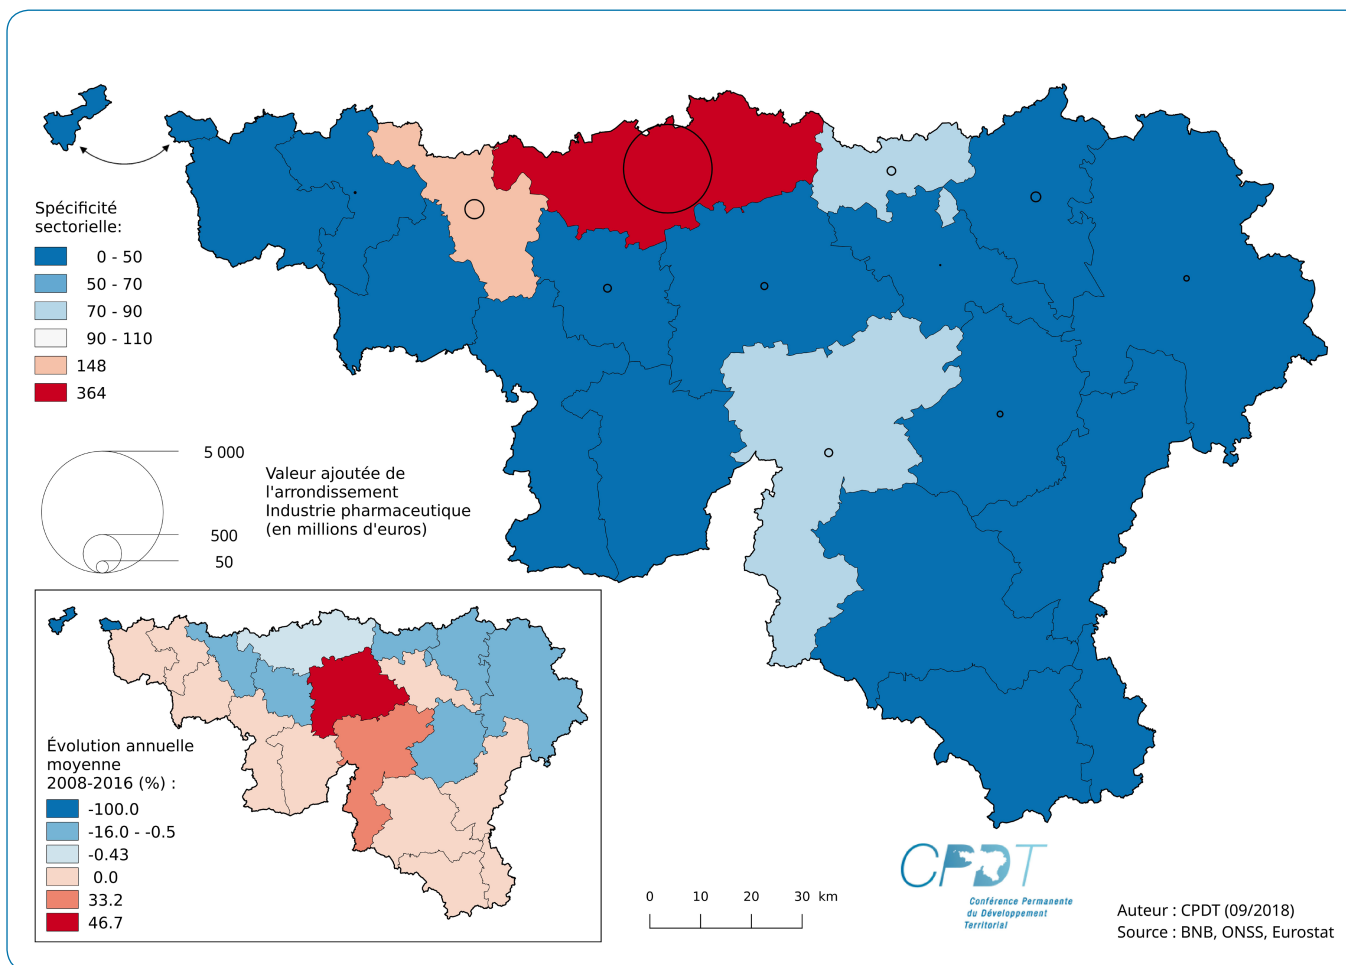 Spécificité
sectorielle:
0 - 50
50 - 70
70 - 90
90 - 110
148
364
5 000
500
50
Valeur ajoutée de
l'arrondissement
Industrie pharmaceutique
(en millions d'euros)
Évolution annuelle
moyenne
2008-2016 (%) :
-100.0
-16.0 - -0.5
-0.43
0.0
33.2
46.7
0 10 20 30 km
CPDT
Conférence Permanente
du Développement
Territorial
Auteur : CPDT (09/2018)
Source : BNB, ONSS, Eurostat